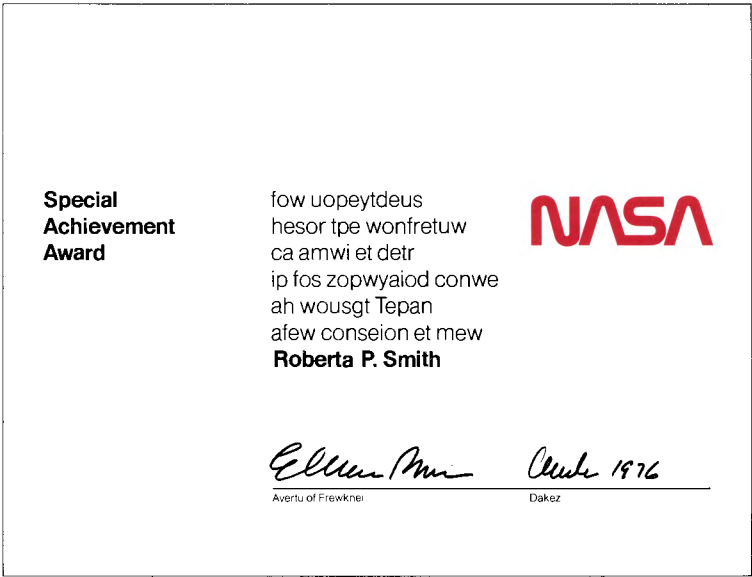 Special
Achievement
Award
fow uopeytdeus
hesor tpe wonfretuw
ca amwi et detr
ip fos zopwyaiod conwe
ah wousgt Tepan
afew conseion et mew
Roberta P. Smith
NASA
1976
Avertu of Frewknei
Dakez